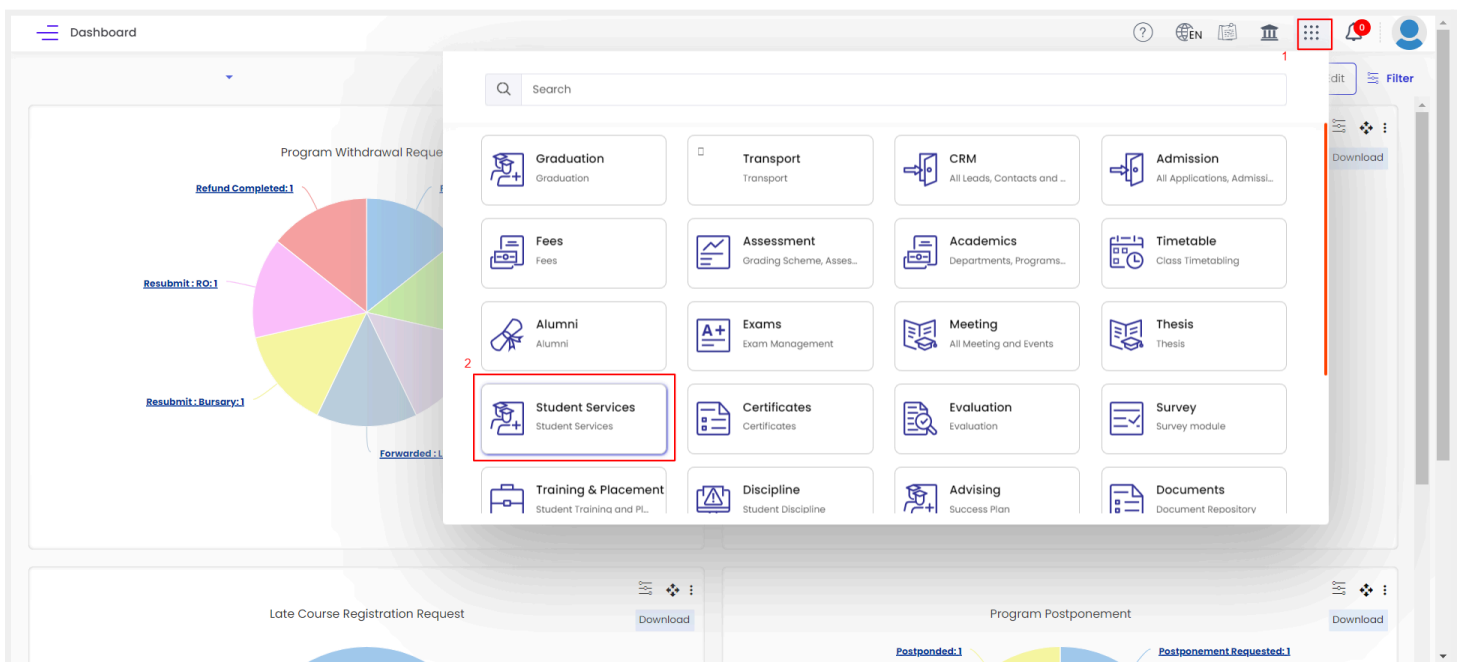 Dashboard
EN
0
1
Search
dit
Filter
Program Withdrawal Reque
Download
Refund Completed: 1
Resubmit : RO: 1
Resubmit : Bursary: 1
Forwarded : L
Graduation
Graduation
Transport
Transport
CRM
All Leads, Contacts and ...
Admission
All Applications, Admissi...
Fees
Fees
Assessment
Grading Scheme, Asses...
Academics
Departments, Programs...
Timetable
Class Timetabling
Alumni
Alumni
Exams
Exam Management
Meeting
All Meeting and Events
Thesis
Thesis
2
Student Services
Student Services
Certificates
Certificates
Evaluation
Evaluation
Survey
Survey module
Training & Placement
Student Training and Pl...
Discipline
Student Discipline
Advising
Success Plan
Documents
Document Repository
Late Course Registration Request
Download
Program Postponement
Download
Postponded: 1
Postponement Requested: 1